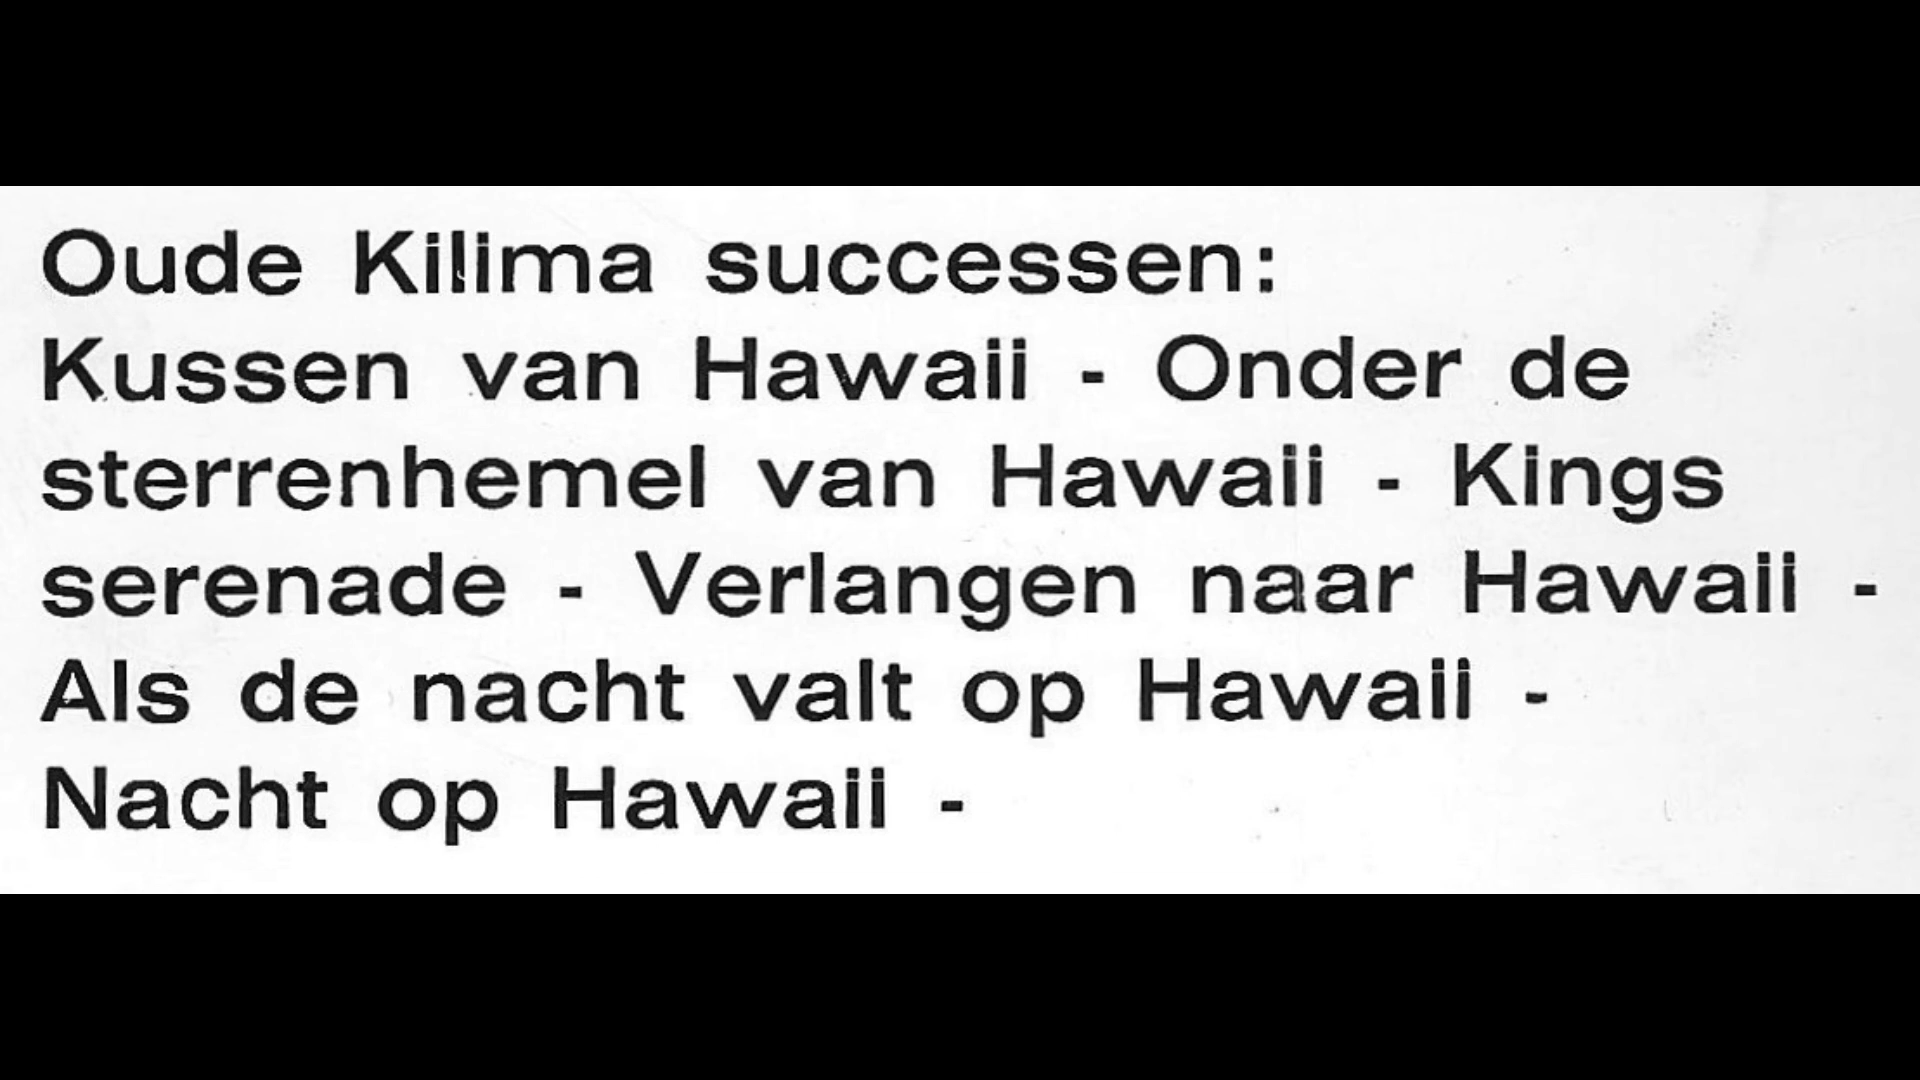 Oude Kilima successen:
Kussen van Hawaii - Onder de
sterrenhemel van Hawaii - Kings
serenade - Verlangen naar Hawaii -
Als de nacht valt op Hawaii -
Nacht op Hawaii -